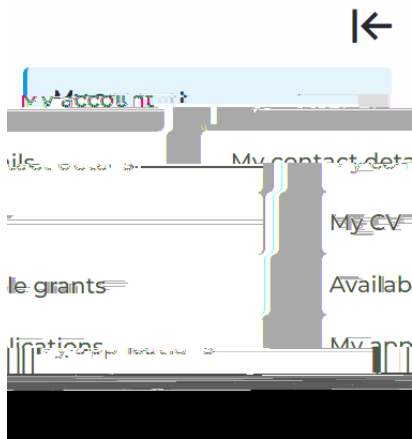 My account
ils My contact deta
My CV
le grants Availab
lications My app